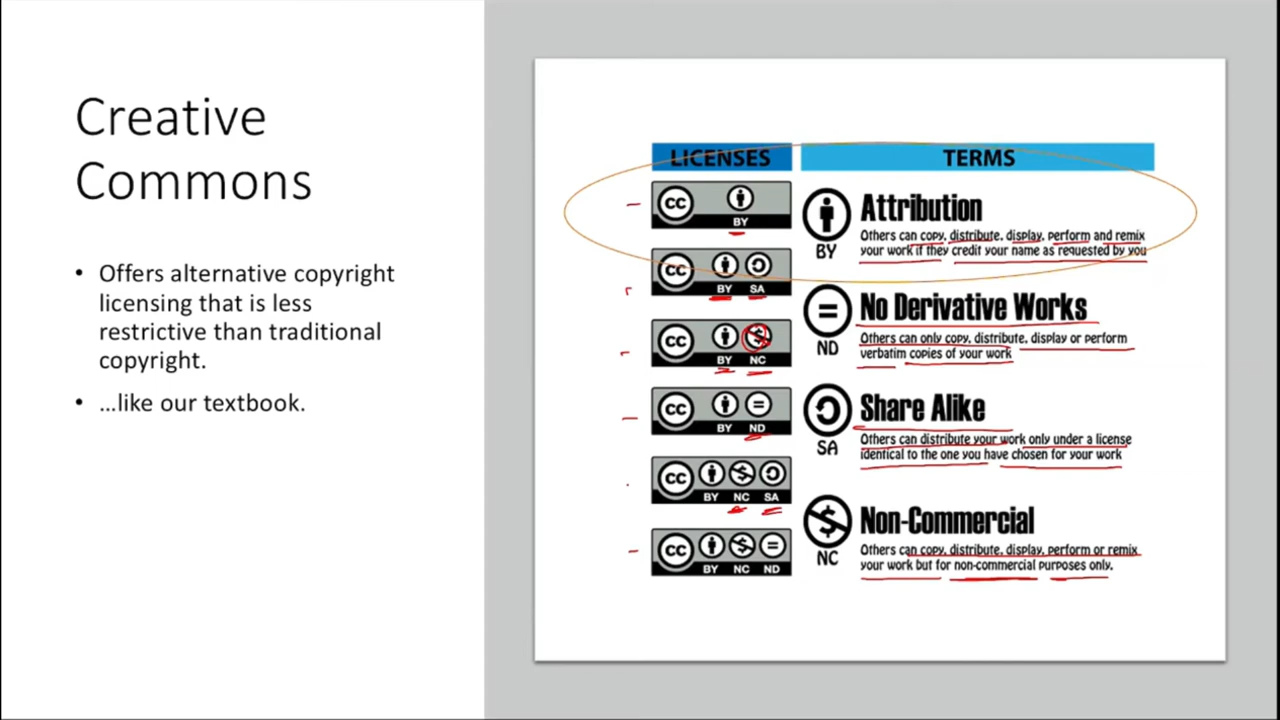 Creative
Commons
• Offers alternative copyright
licensing that is less
restrictive than traditional
copyright.
• ...like our textbook.
LICENSES
TERMS
CC
BY
CC
BY SA
CC
BY NC
CC
BY ND
CC
BY NC SA
CC
BY NC ND
BY
Attribution
Others can copy, distribute, display, perform and remix
your work if they credit your name as requested by you
ND
No Derivative Works
Others can only copy, distribute, display or perform
verbatim copies of your work
SA
Share Alike
Others can distribute your work only under a license
identical to the one you have chosen for your work
NC
Non-Commercial
Others can copy, distribute, display, perform or remix
your work but for non-commercial purposes only.